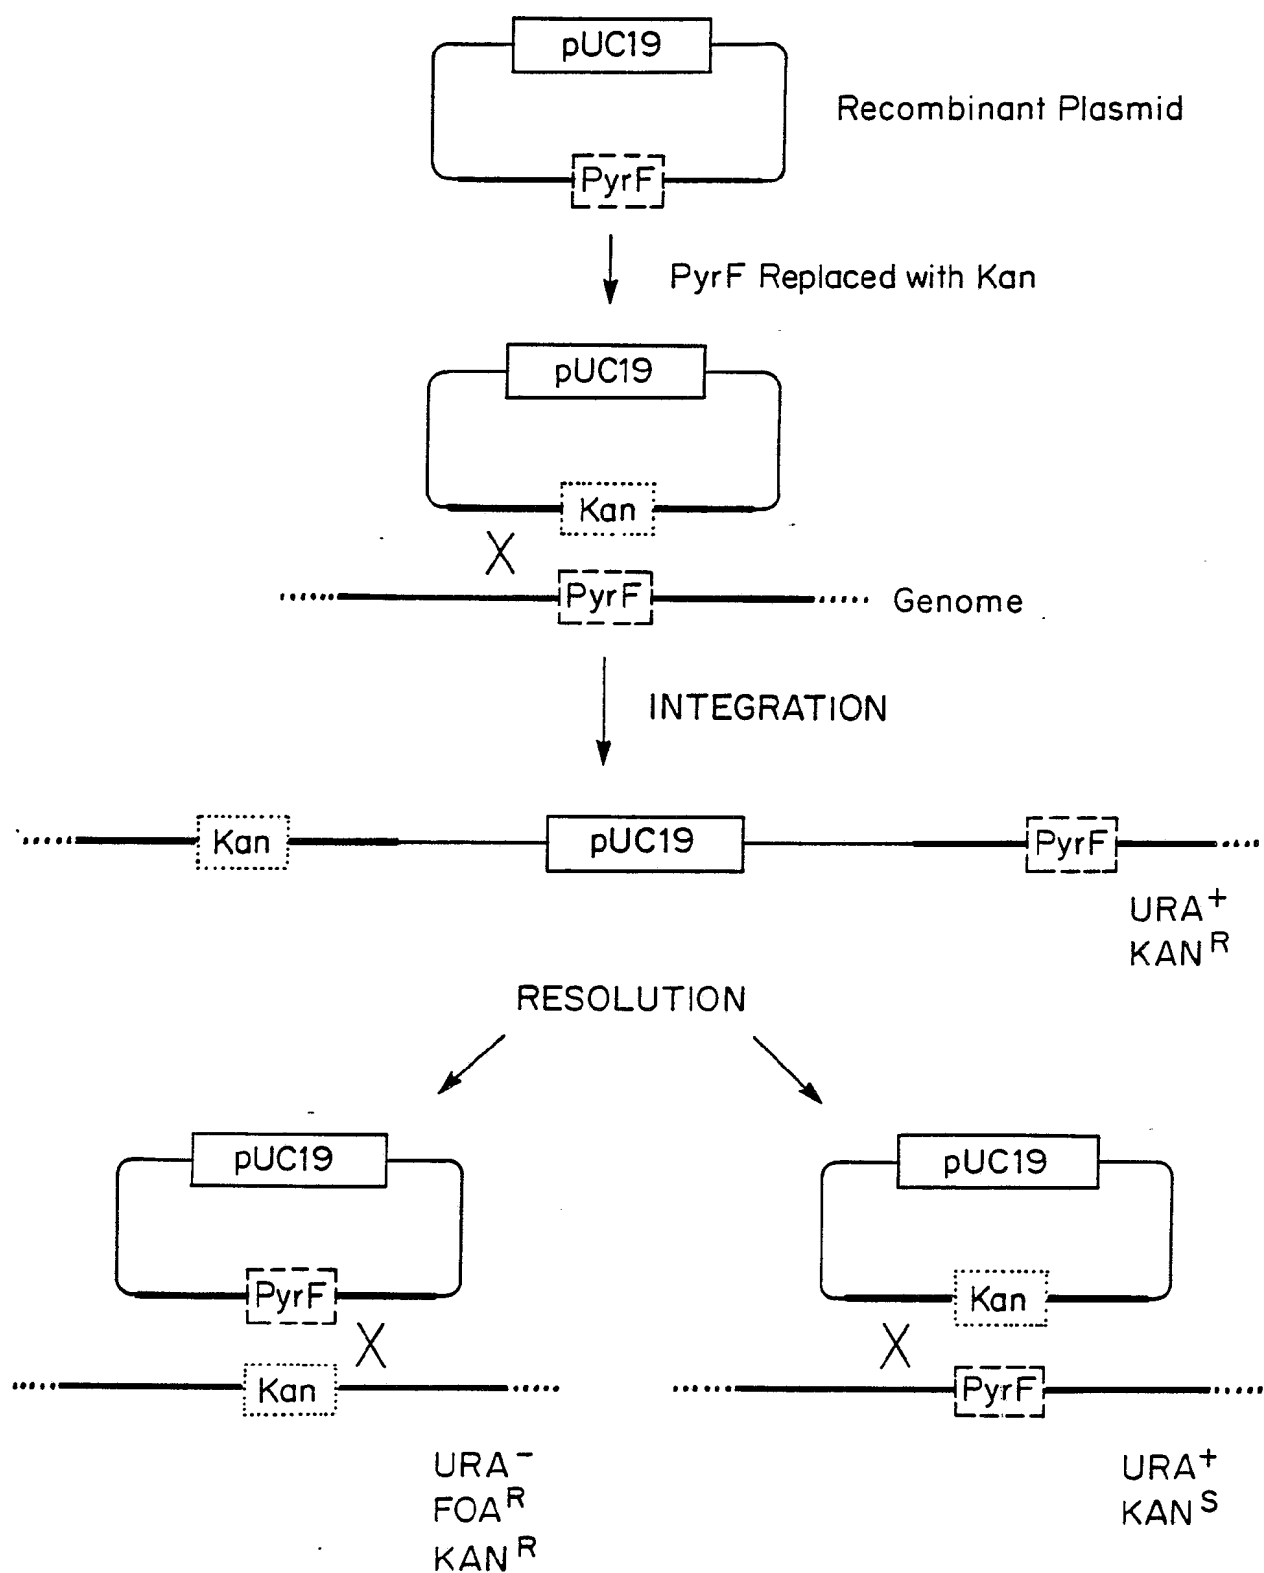 pUC19
Recombinant Plasmid
PyrF
PyrF Replaced with Kan
pUC19
Kan
X
PyrF
Genome
INTEGRATION
Kan
pUC19
PyrF
URA+
KANR
RESOLUTION
pUC19
PyrF
X
Kan
URA-
FOAR
KANR
pUC19
Kan
X
PyrF
URA+
KANS